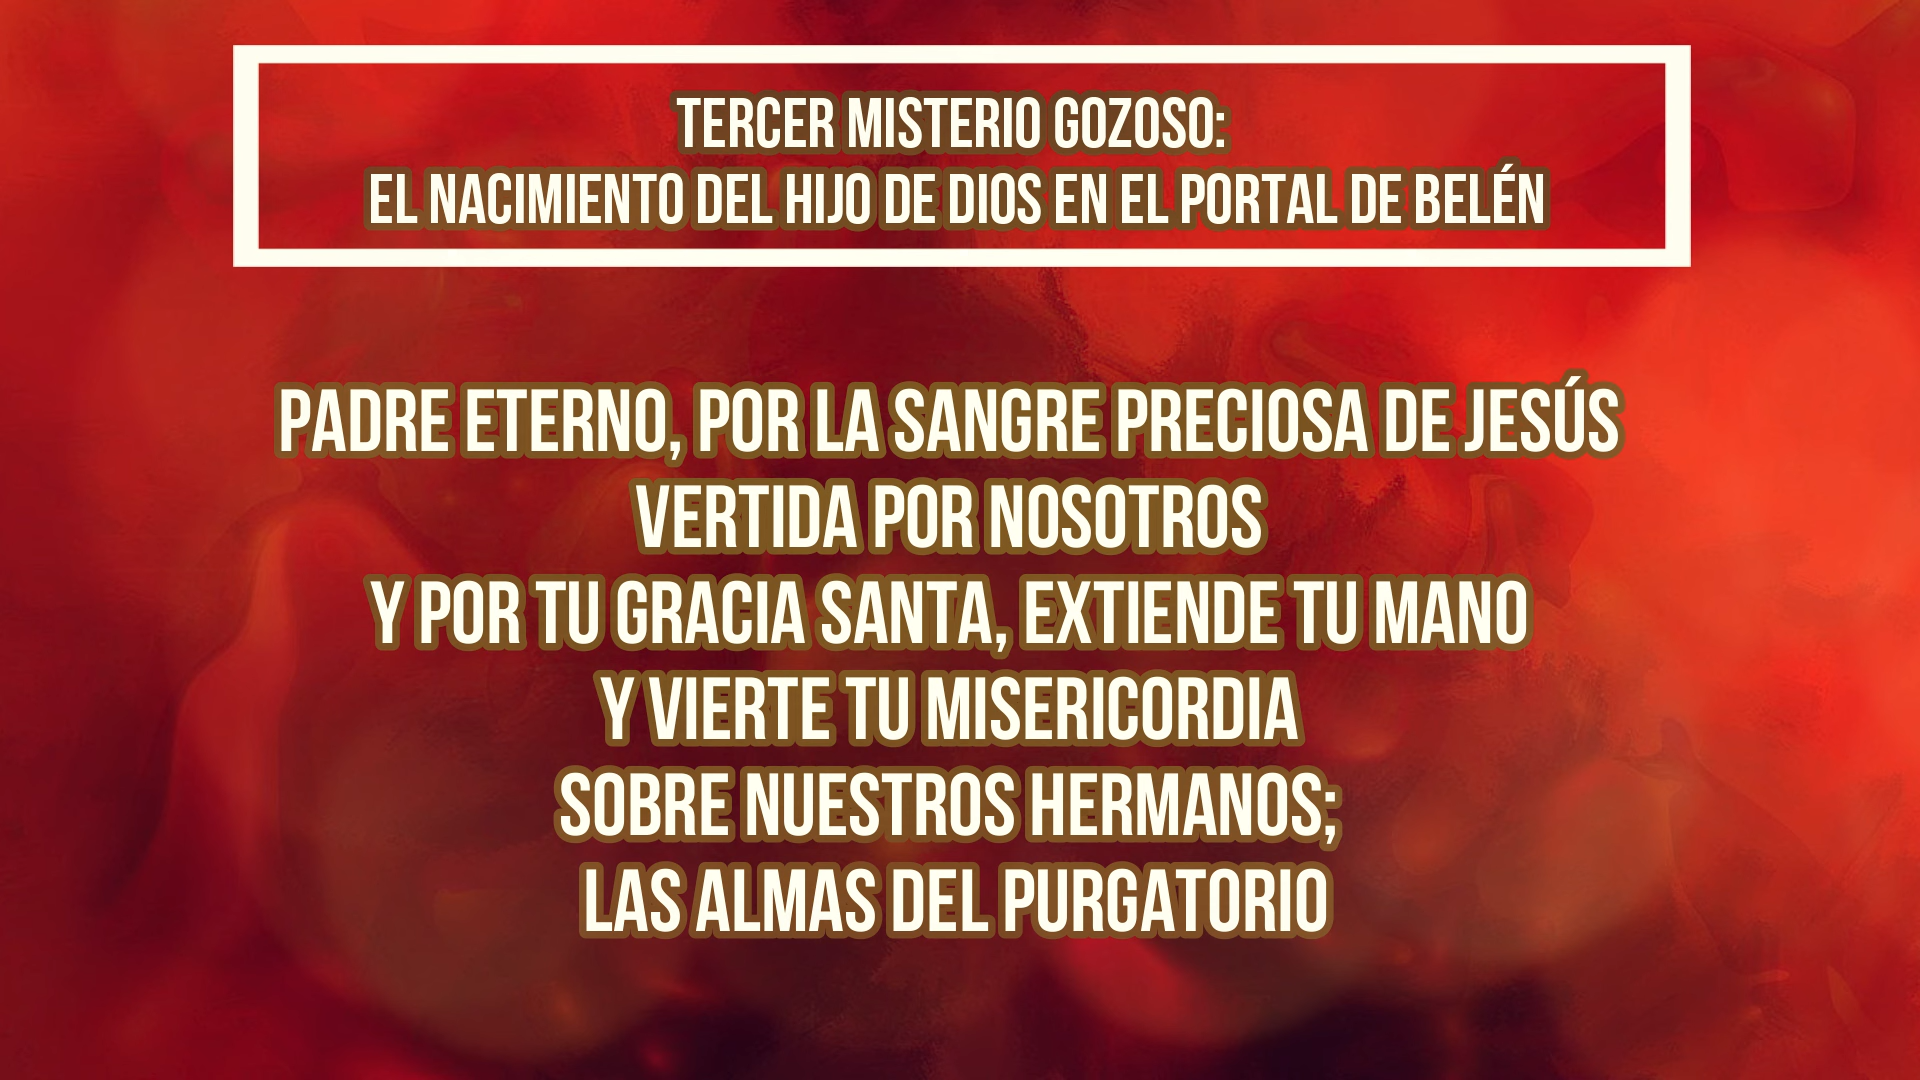 TERCER MISTERIO GOZOSO:
EL NACIMIENTO DEL HIJO DE DIOS EN EL PORTAL DE BELÉN
PADRE ETERNO, POR LA SANGRE PRECIOSA DE JESÚS
VERTIDA POR NOSOTROS
Y POR TU GRACIA SANTA, EXTIENDE TU MANO
Y VIERTE TU MISERICORDIA
SOBRE NUESTROS HERMANOS;
LAS ALMAS DEL PURGATORIO